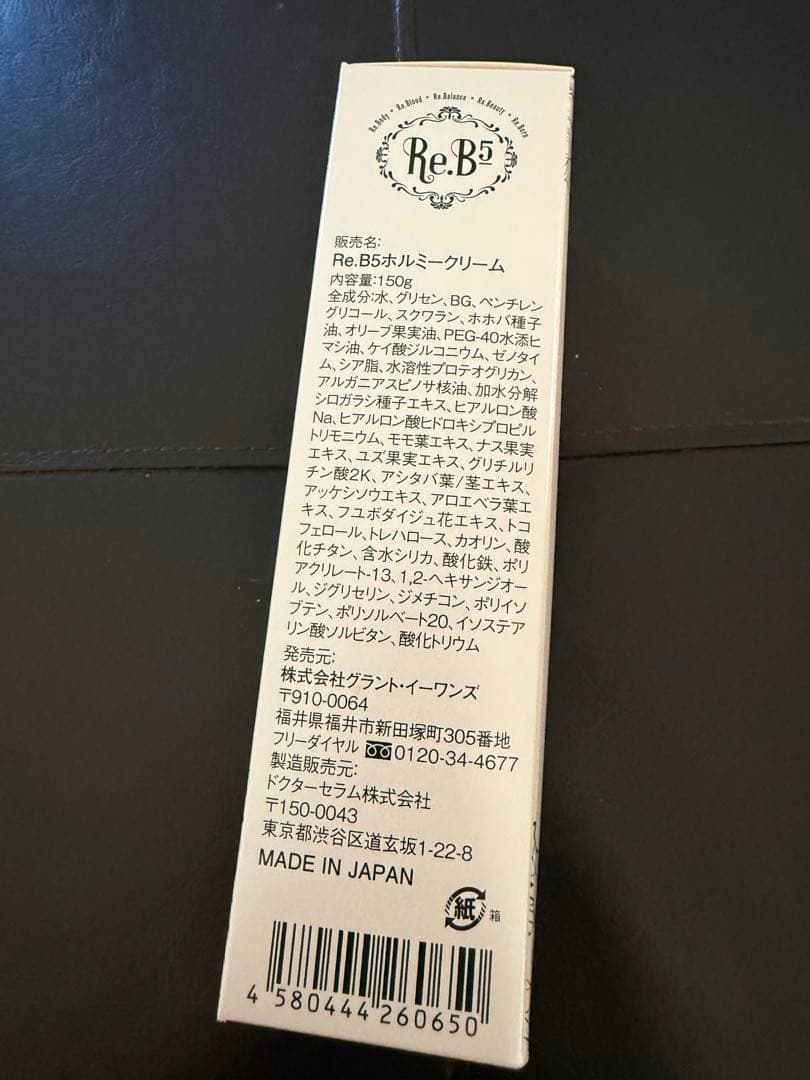 Re.Body • Re.Blood • Re.Balance • Re.Beauty • Re.Born
Re.B5
販売名:
Re.B5ホルミークリーム
内容量:150g
全成分:水、グリセン、BG、ペンチレン
グリコール、スクワラン、ホホバ種子
油、オリーブ果実油、PEG-40水添ヒ
マシ油、ケイ酸ジルコニウム、ゼノタイ
ム、シア脂、水溶性プロテオグリカン、
アルガニアスピノサ核油、加水分解
シロガラシ種子エキス、ヒアルロン酸
Na、ヒアルロン酸ヒドロキシプロピル
トリモニウム、モモ葉エキス、ナス果実
エキス、ユズ果実エキス、グリチルリ
チン酸2K、アシタバ葉/茎エキス、
アッケシソウエキス、アロエベラ葉エ
キス、フユボダイジュ花エキス、トコ
フェロール、トレハロース、カオリン、酸
化チタン、含水シリカ、酸化鉄、ポリ
アクリレート-13、1,2-ヘキサンジオー
ル、ジグリセリン、ジメチコン、ポリイソ
ブテン、ポリソルベート20、イソステア
リン酸ソルビタン、酸化トリウム
発売元:
株式会社グラント・イーワンズ
〒910-0064
福井県福井市新田塚町305番地
フリーダイヤル 0120-34-4677
製造販売元:
ドクターセラム株式会社
〒150-0043
東京都渋谷区道玄坂1-22-8
MADE IN JAPAN
紙 箱
4 580444 260650